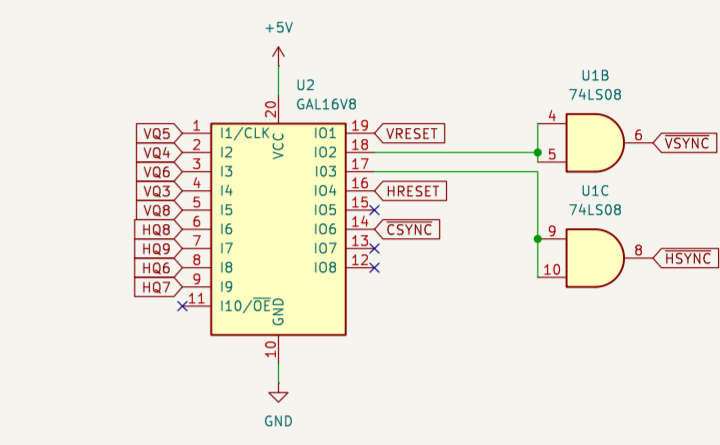 +5V
U2
GAL16V8
20
VCC
VQ5 1 I1/CLK
VQ4 2 I2
VQ6 3 I3
VQ3 4 I4
VQ8 5 I5
HQ8 6 I6
HQ9 7 I7
HQ6 8 I8
HQ7 9 I9
11 I10/OE
GND
10
GND
IO1 19 VRESET
IO2 18
IO3 17
IO4 16 HRESET
IO5 15
IO6 14 CSYNC
IO7 13
IO8 12
U1B
74LS08
4
5
6 VSYNC
U1C
74LS08
9
10
8 HSYNC